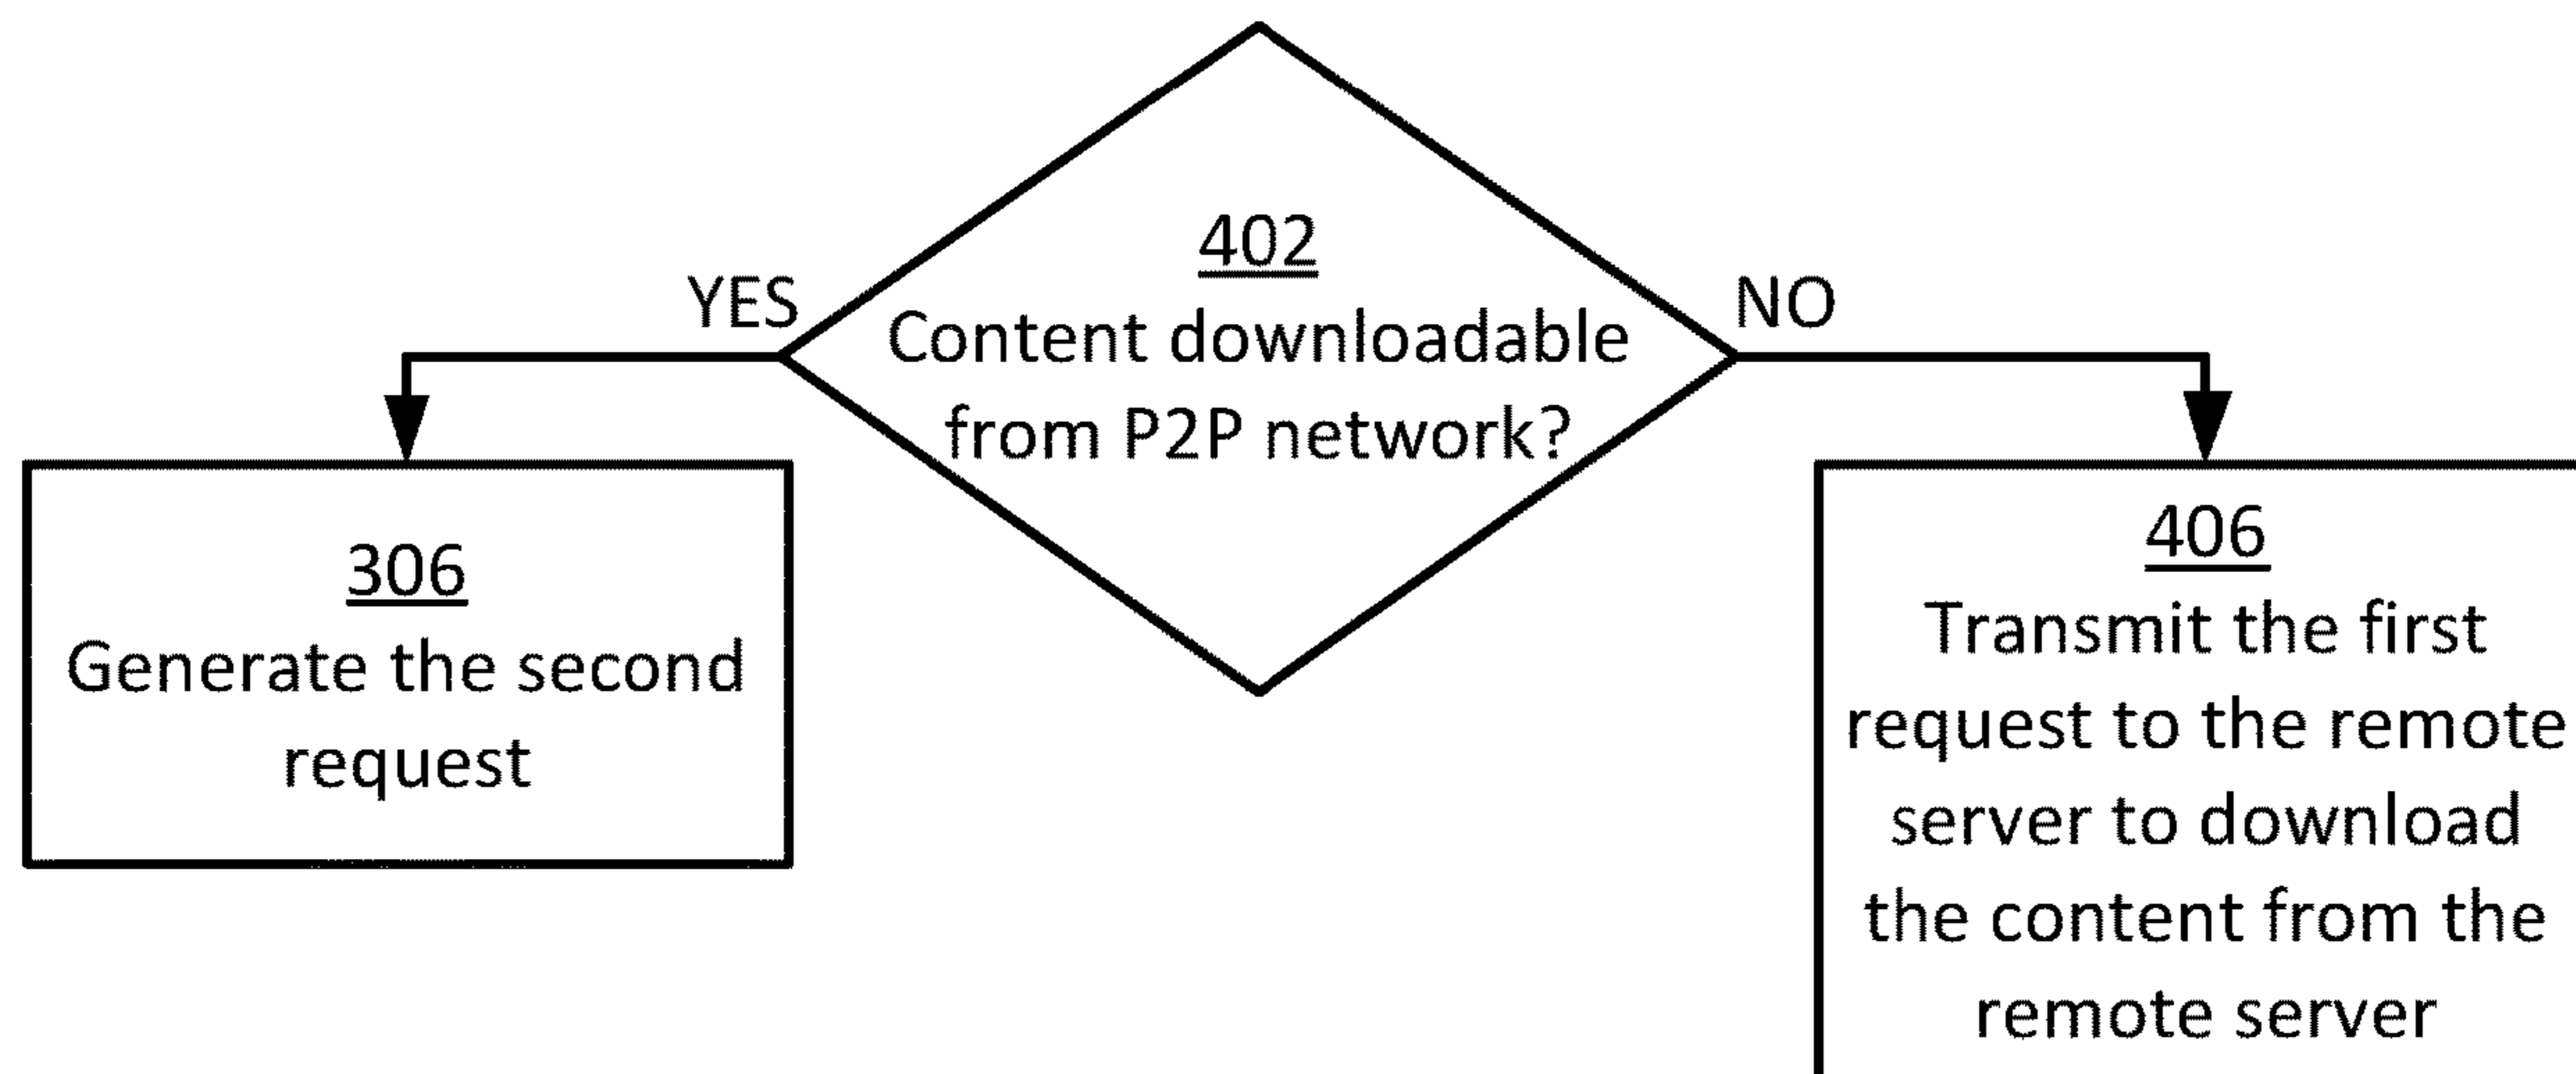 402
Content downloadable
from P2P network?
YES
NO
306
Generate the second
request
406
Transmit the first
request to the remote
server to download
the content from the
remote server